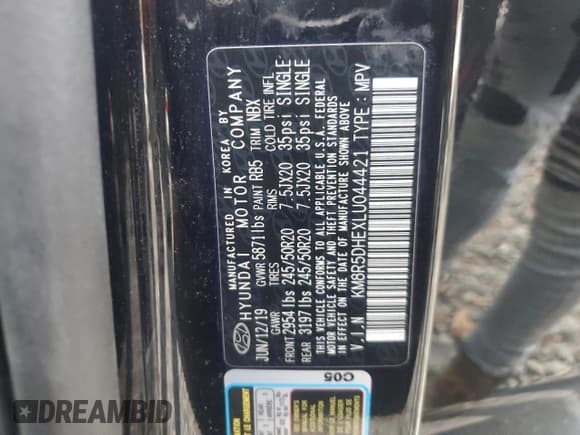 MANUFACTURED IN KOREA BY
HYUNDAI MOTOR COMPANY
JUN/12/19 GVWR 5871lbs PAINT RB5 TRIM NBX
GAWR TIRES RIMS COLD TIRE INFL.
FRONT 2954 lbs 245/50R20 7.5JX20 35psi SINGLE
REAR 3197 lbs 245/50R20 7.5JX20 35psi SINGLE
THIS VEHICLE CONFORMS TO ALL APPLICABLE U.S.A. FEDERAL
MOTOR VEHICLE SAFETY AND THEFT PREVENTION STANDARDS
IN EFFECT ON THE DATE OF MANUFACTURE SHOWN ABOVE
V.I.N KM8R5DHEXLU044421 TYPE : MPV
C05
DREAMBID